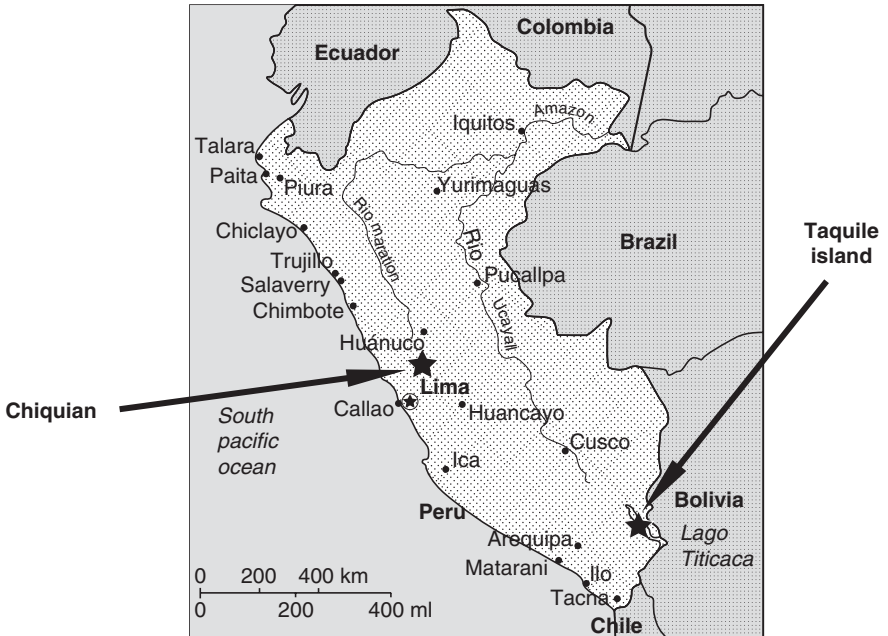 Colombia
Ecuador
Iquitos
Amazon
Talara
Paita
Piura
Yurimaguas
Rio maration
Chiclayo
Rio
Brazil
Taquile
island
Trujillo
Salaverry
Pucallpa
Chimbote
Ucayall
Huánuco
Chiquian
Lima
Callao
Huancayo
South
pacific
ocean
Cusco
Ica
Peru
Bolivia
Lago
Titicaca
Arequipa
Matarani
Ilo
Tacna
Chile
0 200 400 km
0 200 400 ml